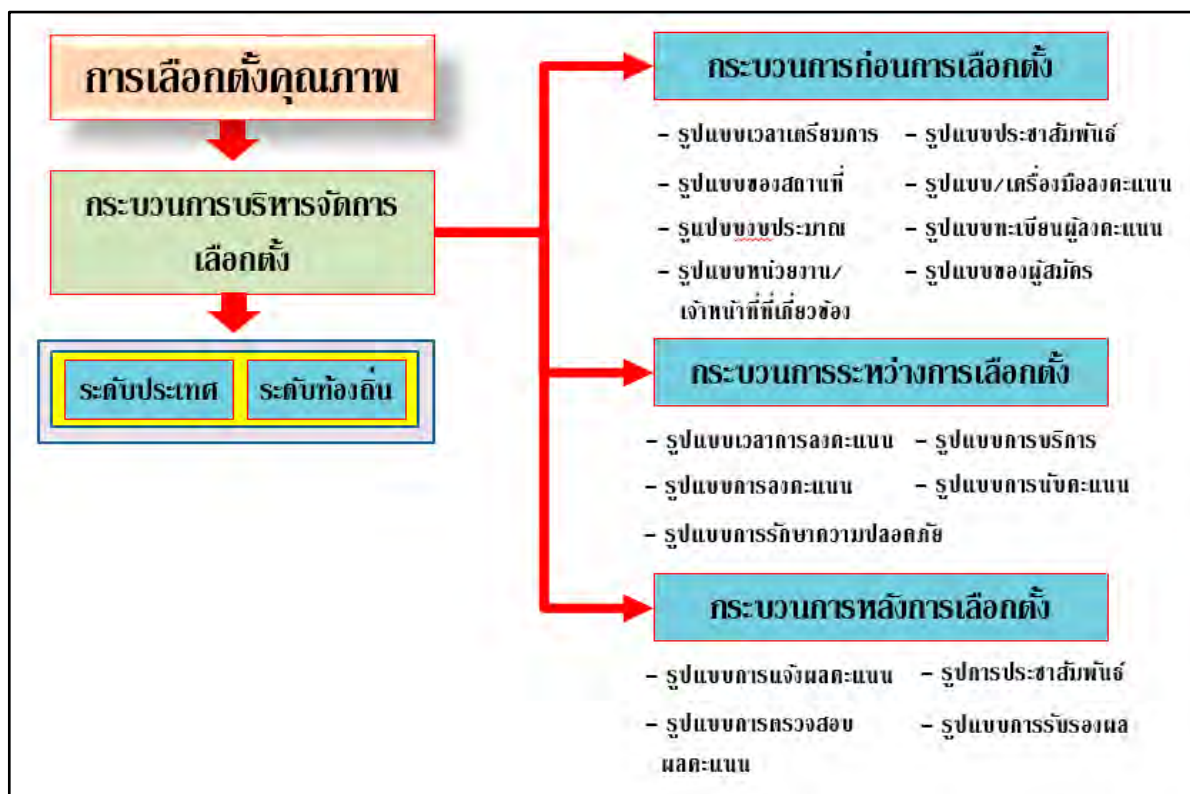 การเลือกตั้งคุณภาพ
กระบวนการบริหารจัดการ
เลือกตั้ง
ระดับประเทศ
ระดับท้องถิ่น
กระบวนการก่อนการเลือกตั้ง
- รูปแบบเวลาเตรียมการ
- รูปแบบประชาสัมพันธ์
- รูปแบบของสถานที่
- รูปแบบ/เครื่องมือลงคะแนน
- รูแปบบงบประมาณ
- รูปแบบทะเบียนผู้ลงคะแนน
- รูปแบบหน่วยงาน/
เจ้าหน้าที่ที่เกี่ยวข้อง
- รูปแบบของผู้สมัคร
กระบวนการระหว่างการเลือกตั้ง
- รูปแบบเวลาการลงคะแนน
- รูปแบบการบริการ
- รูปแบบการลงคะแนน
- รูปแบบการนับคะแนน
- รูปแบบการรักษาความปลอดภัย
กระบวนการหลังการเลือกตั้ง
- รูปแบบการแจ้งผลคะแนน
- รูปการประชาสัมพันธ์
- รูปแบบการตรวจสอบ
ผลคะแนน
- รูปแบบการรับรองผล